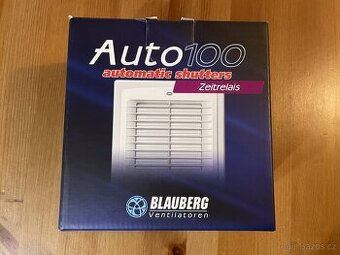 Auto100
automatic shutters
Zeitrelais
BLAUBERG
Ventilatoren